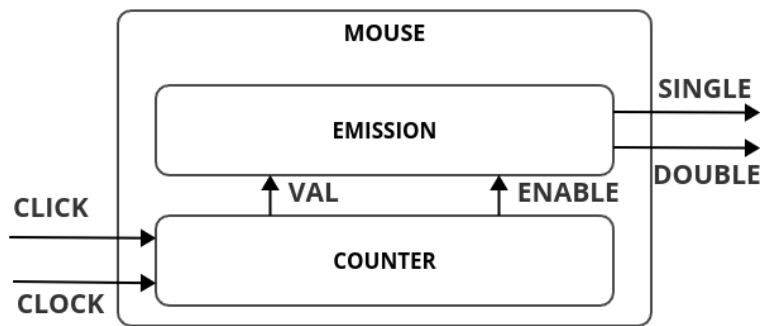 MOUSE
SINGLE
EMISSION
DOUBLE
VAL
ENABLE
CLICK
COUNTER
CLOCK